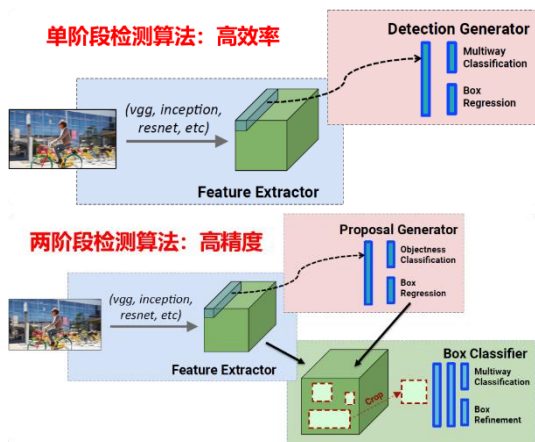 单阶段检测算法：高效率
Detection Generator
Multiway
Classification
Box
Regression
(vgg, inception,
resnet, etc)
Feature Extractor
两阶段检测算法：高精度
Proposal Generator
Objectness
Classification
Box
Regression
(vgg, inception,
resnet, etc)
Feature Extractor
Box Classifier
Crop
Multiway
Classification
Box
Refinement